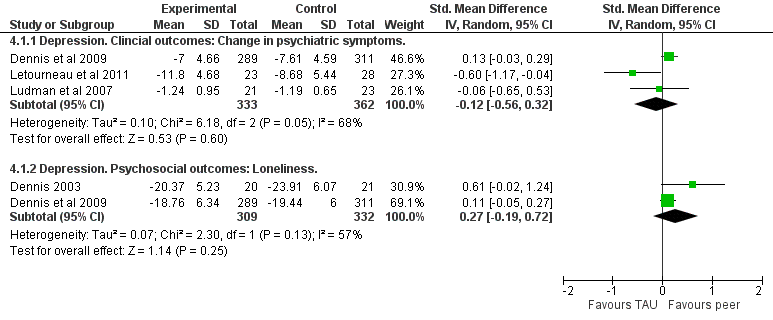 Experimental Control Std. Mean Difference Std. Mean Difference
Study or Subgroup Mean SD Total Mean SD Total Weight IV, Random, 95% CI IV, Random, 95% CI
4.1.1 Depression. Clincial outcomes: Change in psychiatric symptoms.
Dennis et al 2009 -7 4.66 289 -7.61 4.59 311 46.6% 0.13 [-0.03, 0.29]
Letourneau et al 2011 -11.8 4.68 23 -8.68 5.44 28 27.3% -0.60 [-1.17, -0.04]
Ludman et al 2007 -1.24 0.95 21 -1.19 0.65 23 26.1% -0.06 [-0.65, 0.53]
Subtotal (95% CI) 333 362 100.0% -0.12 [-0.56, 0.32]
Heterogeneity: Tau² = 0.10; Chi² = 6.18, df = 2 (P = 0.05); I² = 68%
Test for overall effect: Z = 0.53 (P = 0.60)
4.1.2 Depression. Psychosocial outcomes: Loneliness.
Dennis 2003 -20.37 5.23 20 -23.91 6.07 21 30.9% 0.61 [-0.02, 1.24]
Dennis et al 2009 -18.76 6.34 289 -19.44 6 311 69.1% 0.11 [-0.05, 0.27]
Subtotal (95% CI) 309 332 100.0% 0.27 [-0.19, 0.72]
Heterogeneity: Tau² = 0.07; Chi² = 2.30, df = 1 (P = 0.13); I² = 57%
Test for overall effect: Z = 1.14 (P = 0.25)
-2 -1 0 1 2
Favours TAU Favours peer